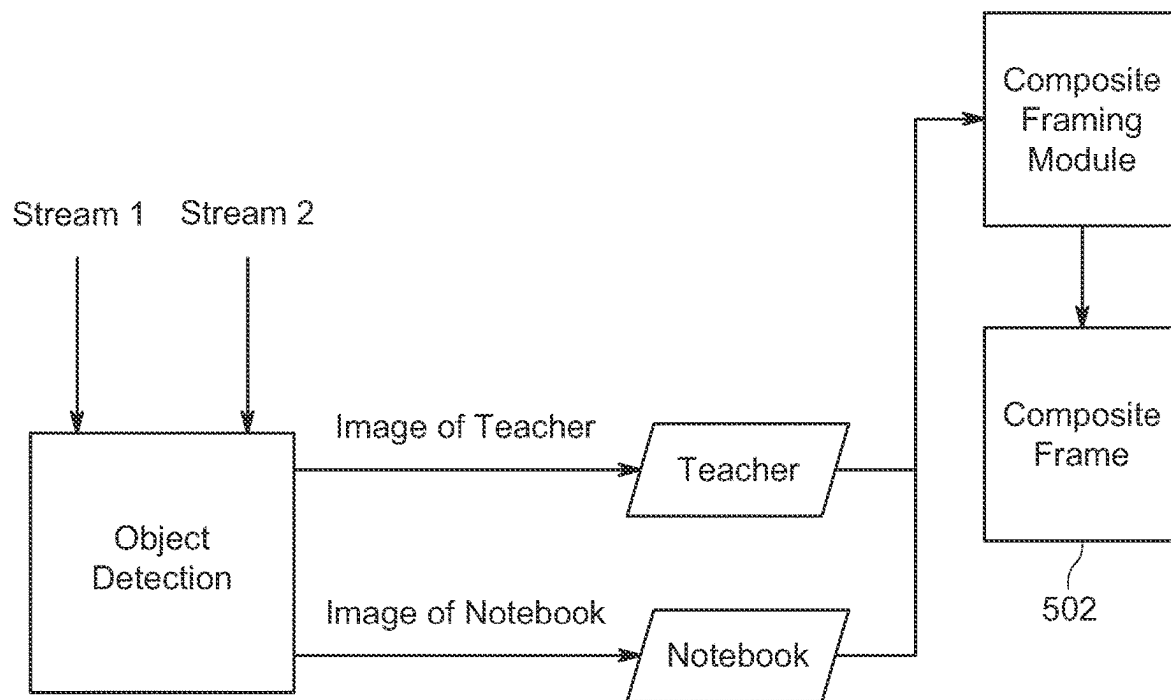 Composite
Framing
Module
Stream 1
Stream 2
Image of Teacher
Teacher
Composite
Frame
Object
Detection
Image of Notebook
Notebook
502